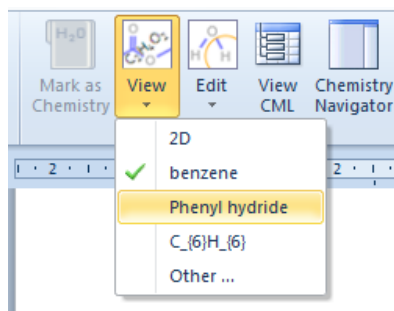 H₂O
H
H
Mark as
Chemistry
View
Edit
View
CML
Chemistry
Navigator
2D
benzene
Phenyl hydride
C_{6}H_{6}
Other ...
· 2 · ı ·
2 · ı ·